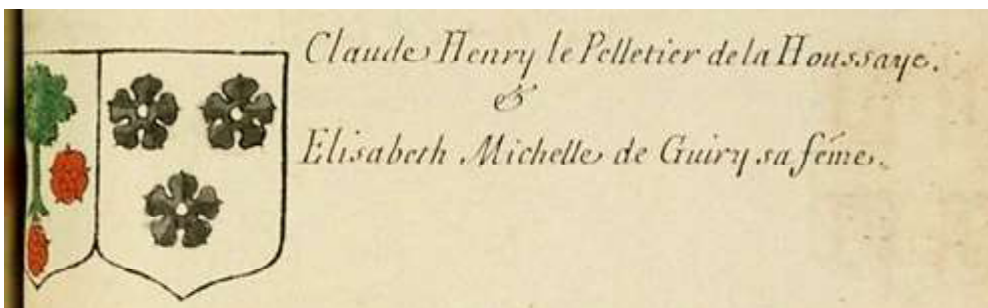 Claude Henry le Pelletier de la Houssaye.
&
Elisabeth Michelle de Guiry sa féme.